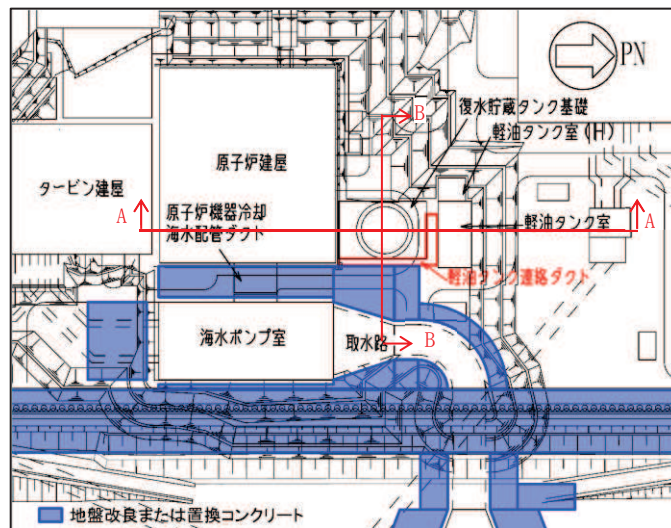 PN
B
復水貯蔵タンク基礎
軽油タンク室(H)
原子炉建屋
タービン建屋
A
原子炉機器冷却
海水配管ダクト
軽油タンク室
A
軽油タンク連絡ダクト
海水ポンプ室
取水路
B
地盤改良または置換コンクリート